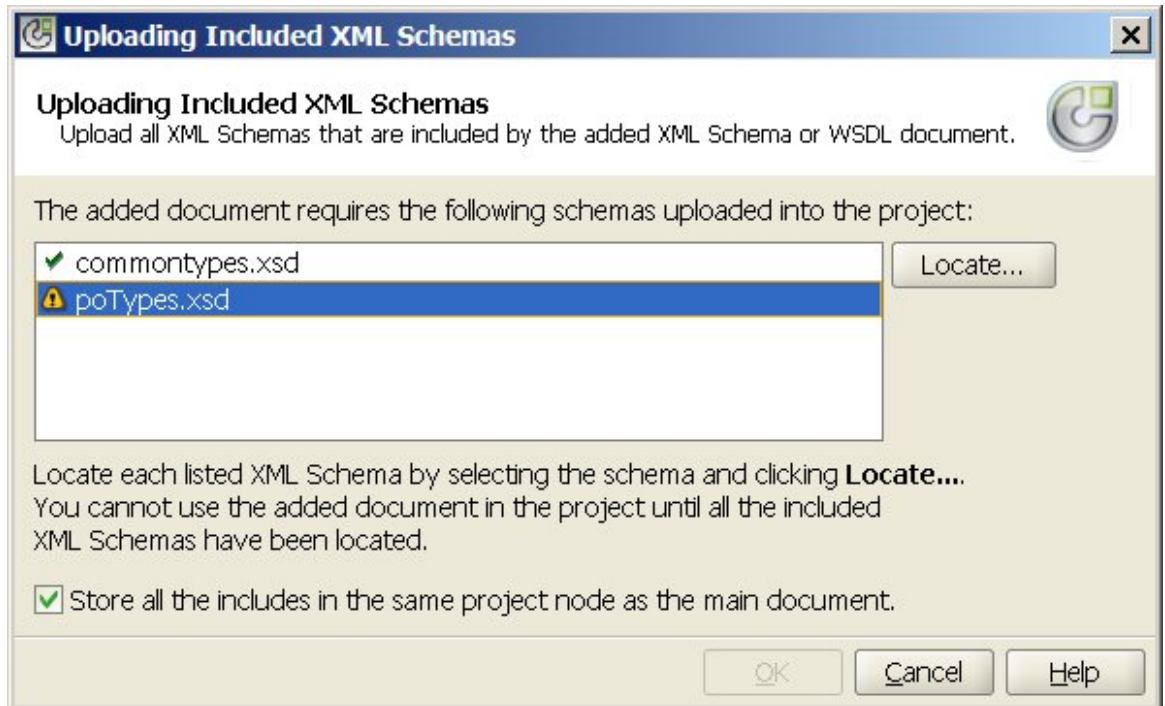 Uploading Included XML Schemas
Uploading Included XML Schemas
Upload all XML Schemas that are included by the added XML Schema or WSDL document.
The added document requires the following schemas uploaded into the project:
commontypes.xsd
Locate...
poTypes.xsd
Locate each listed XML Schema by selecting the schema and clicking Locate....
You cannot use the added document in the project until all the included
XML Schemas have been located.
Store all the includes in the same project node as the main document.
OK
Cancel
Help